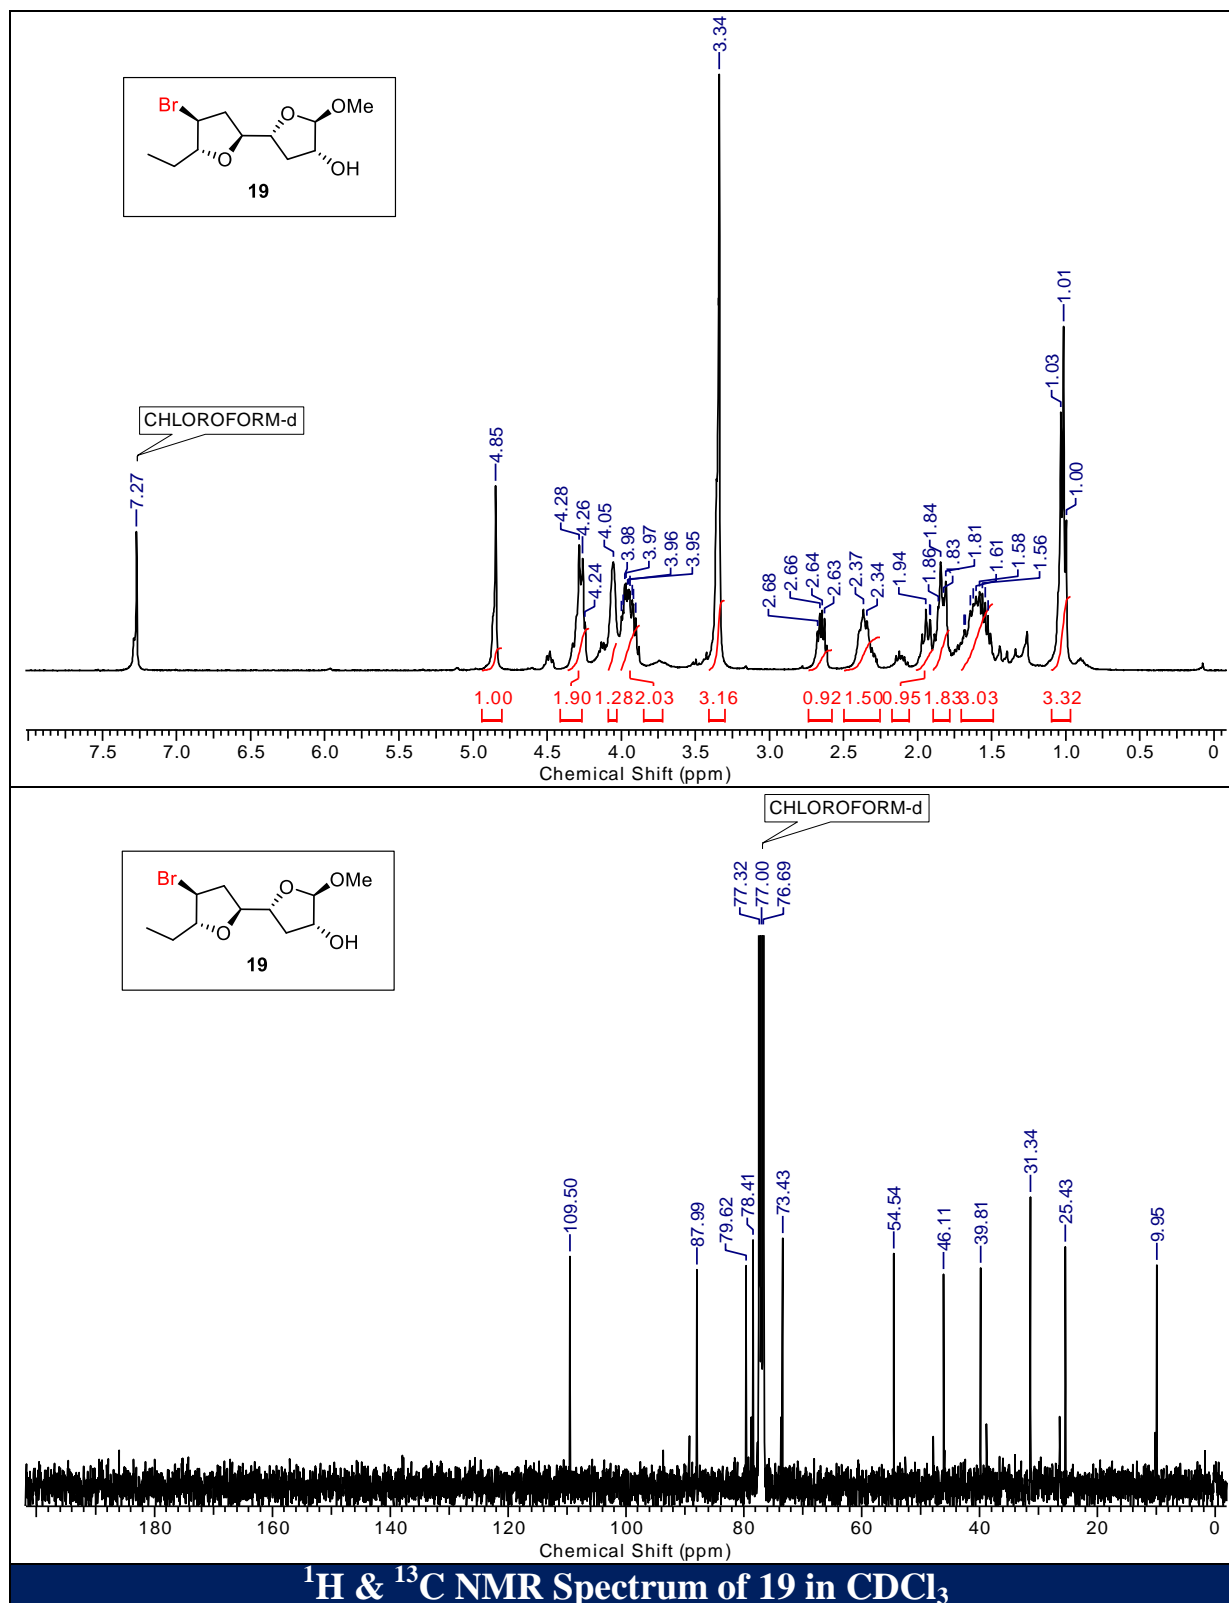 3.34
Br
O
OMe
O
OH
19
CHLOROFORM-d
7.27
4.85
4.28
4.26
4.24
4.05
3.98
3.97
3.96
3.95
2.68
2.66
2.64
2.63
2.37
2.34
1.94
1.86
1.84
1.83
1.81
1.61
1.58
1.56
1.03
1.01
1.00
1.00 1.90 1.28 2.03 3.16 0.92 1.50 0.95 1.83 3.03 3.32
7.5 7.0 6.5 6.0 5.5 5.0 4.5 4.0 3.5 3.0 2.5 2.0 1.5 1.0 0.5 0
Chemical Shift (ppm)
CHLOROFORM-d
Br
O
OMe
O
OH
19
109.50
87.99
79.62
78.41
77.32
77.00
76.69
73.43
54.54
46.11
39.81
31.34
25.43
9.95
180 160 140 120 100 80 60 40 20 0
Chemical Shift (ppm)
¹H & ¹³C NMR Spectrum of 19 in CDCl₃